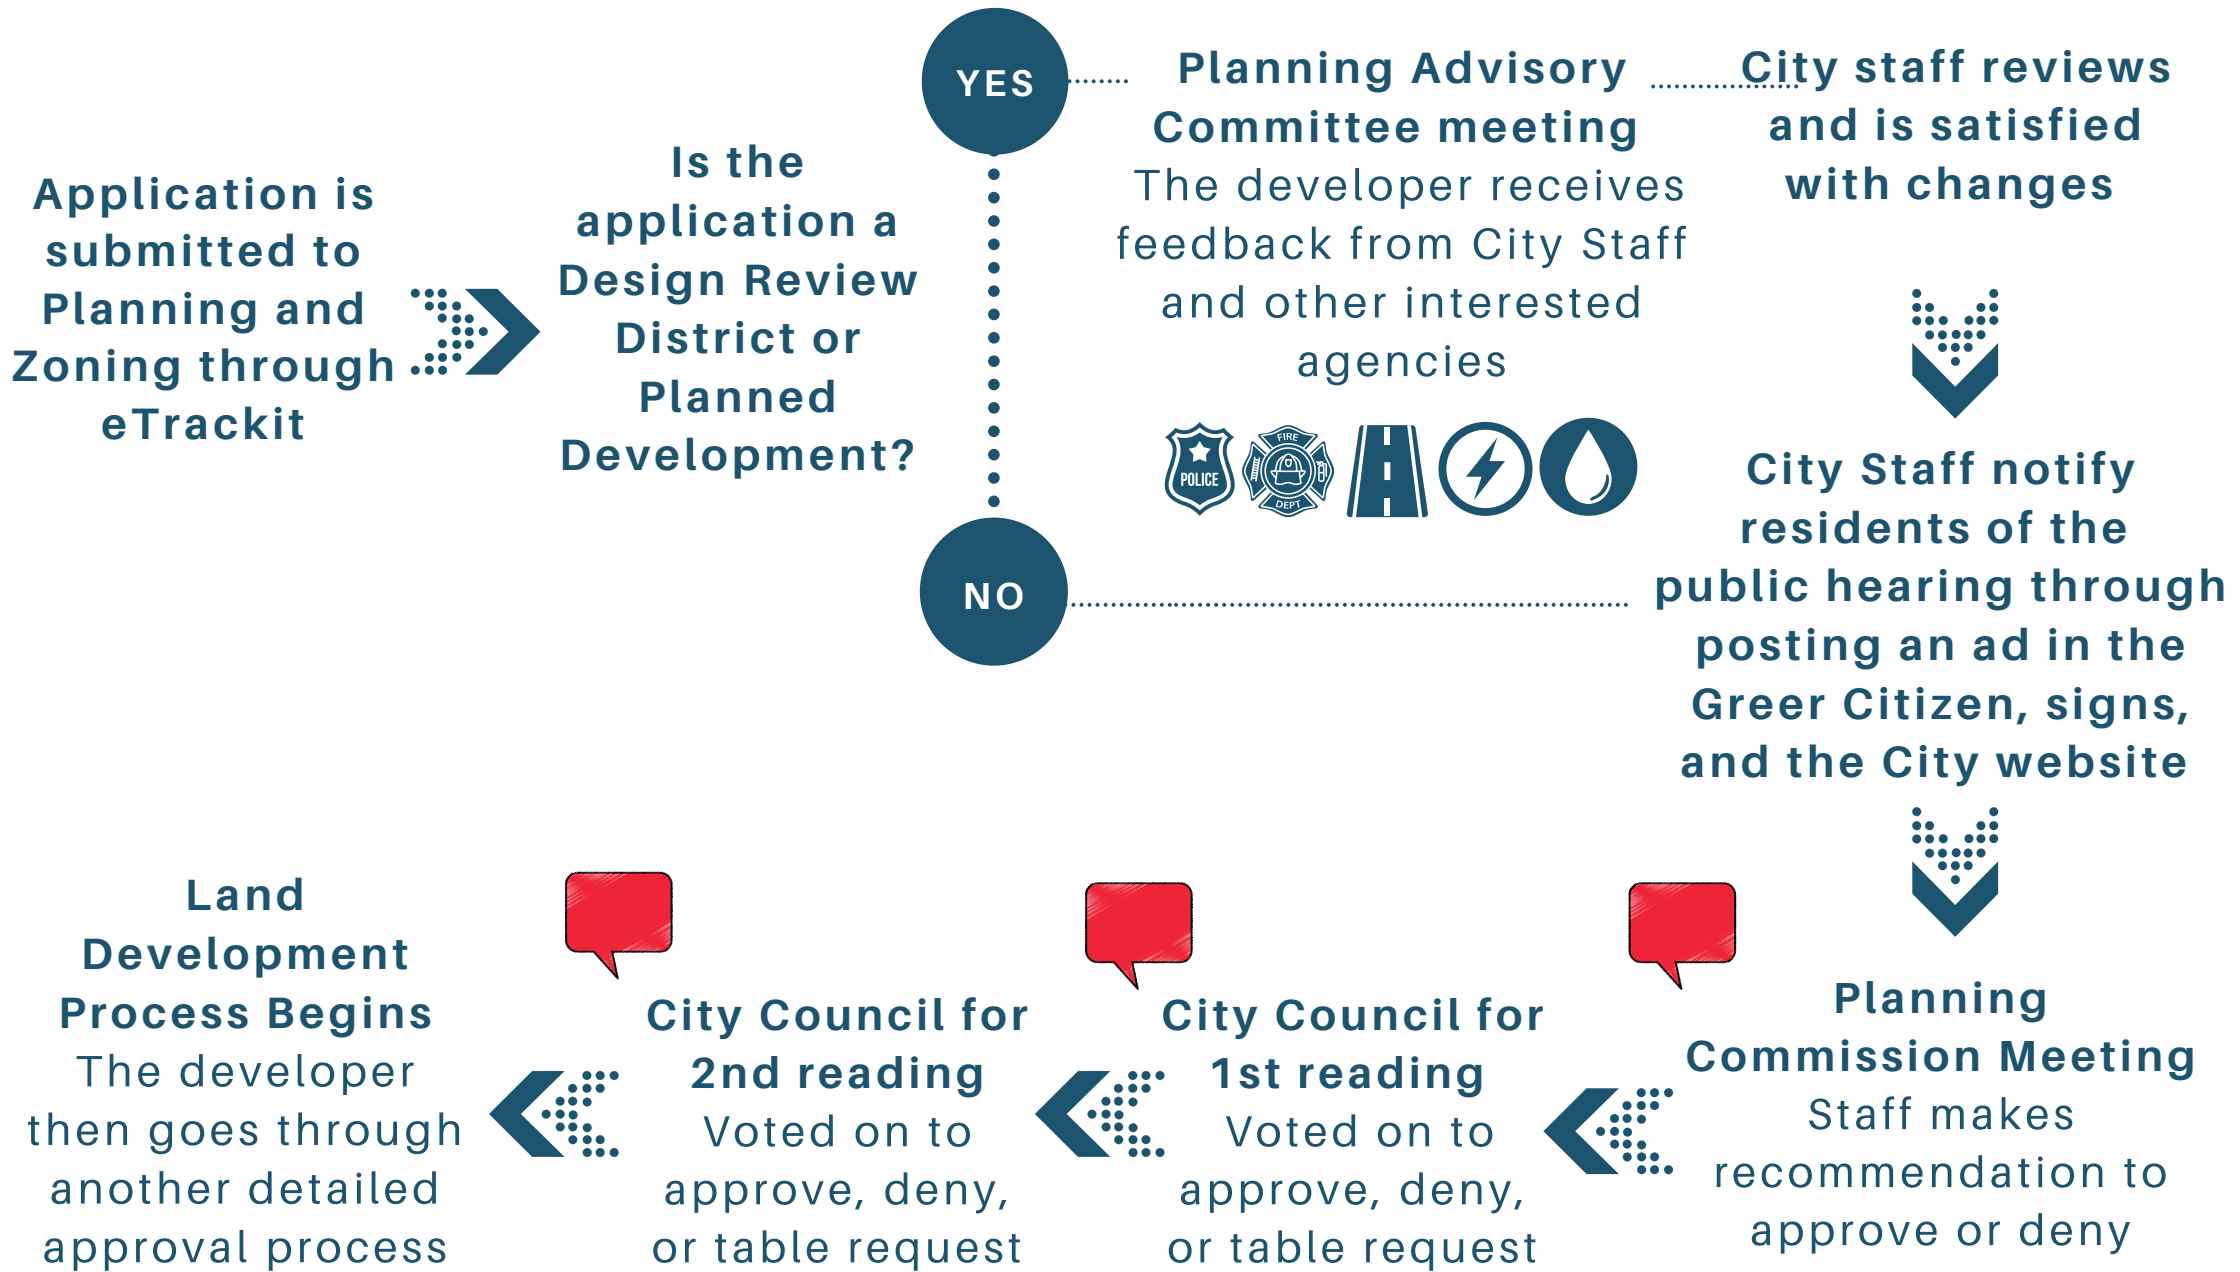 Application is
submitted to
Planning and
Zoning through
eTrackit
Is the
application a
Design Review
District or
Planned
Development?
YES
NO
Planning Advisory
Committee meeting
The developer receives
feedback from City Staff
and other interested
agencies
POLICE
FIRE
DEPT
City staff reviews
and is satisfied
with changes
City Staff notify
residents of the
public hearing through
posting an ad in the
Greer Citizen, signs,
and the City website
Planning
Commission Meeting
Staff makes
recommendation to
approve or deny
City Council for
1st reading
Voted on to
approve, deny,
or table request
City Council for
2nd reading
Voted on to
approve, deny,
or table request
Land
Development
Process Begins
The developer
then goes through
another detailed
approval process